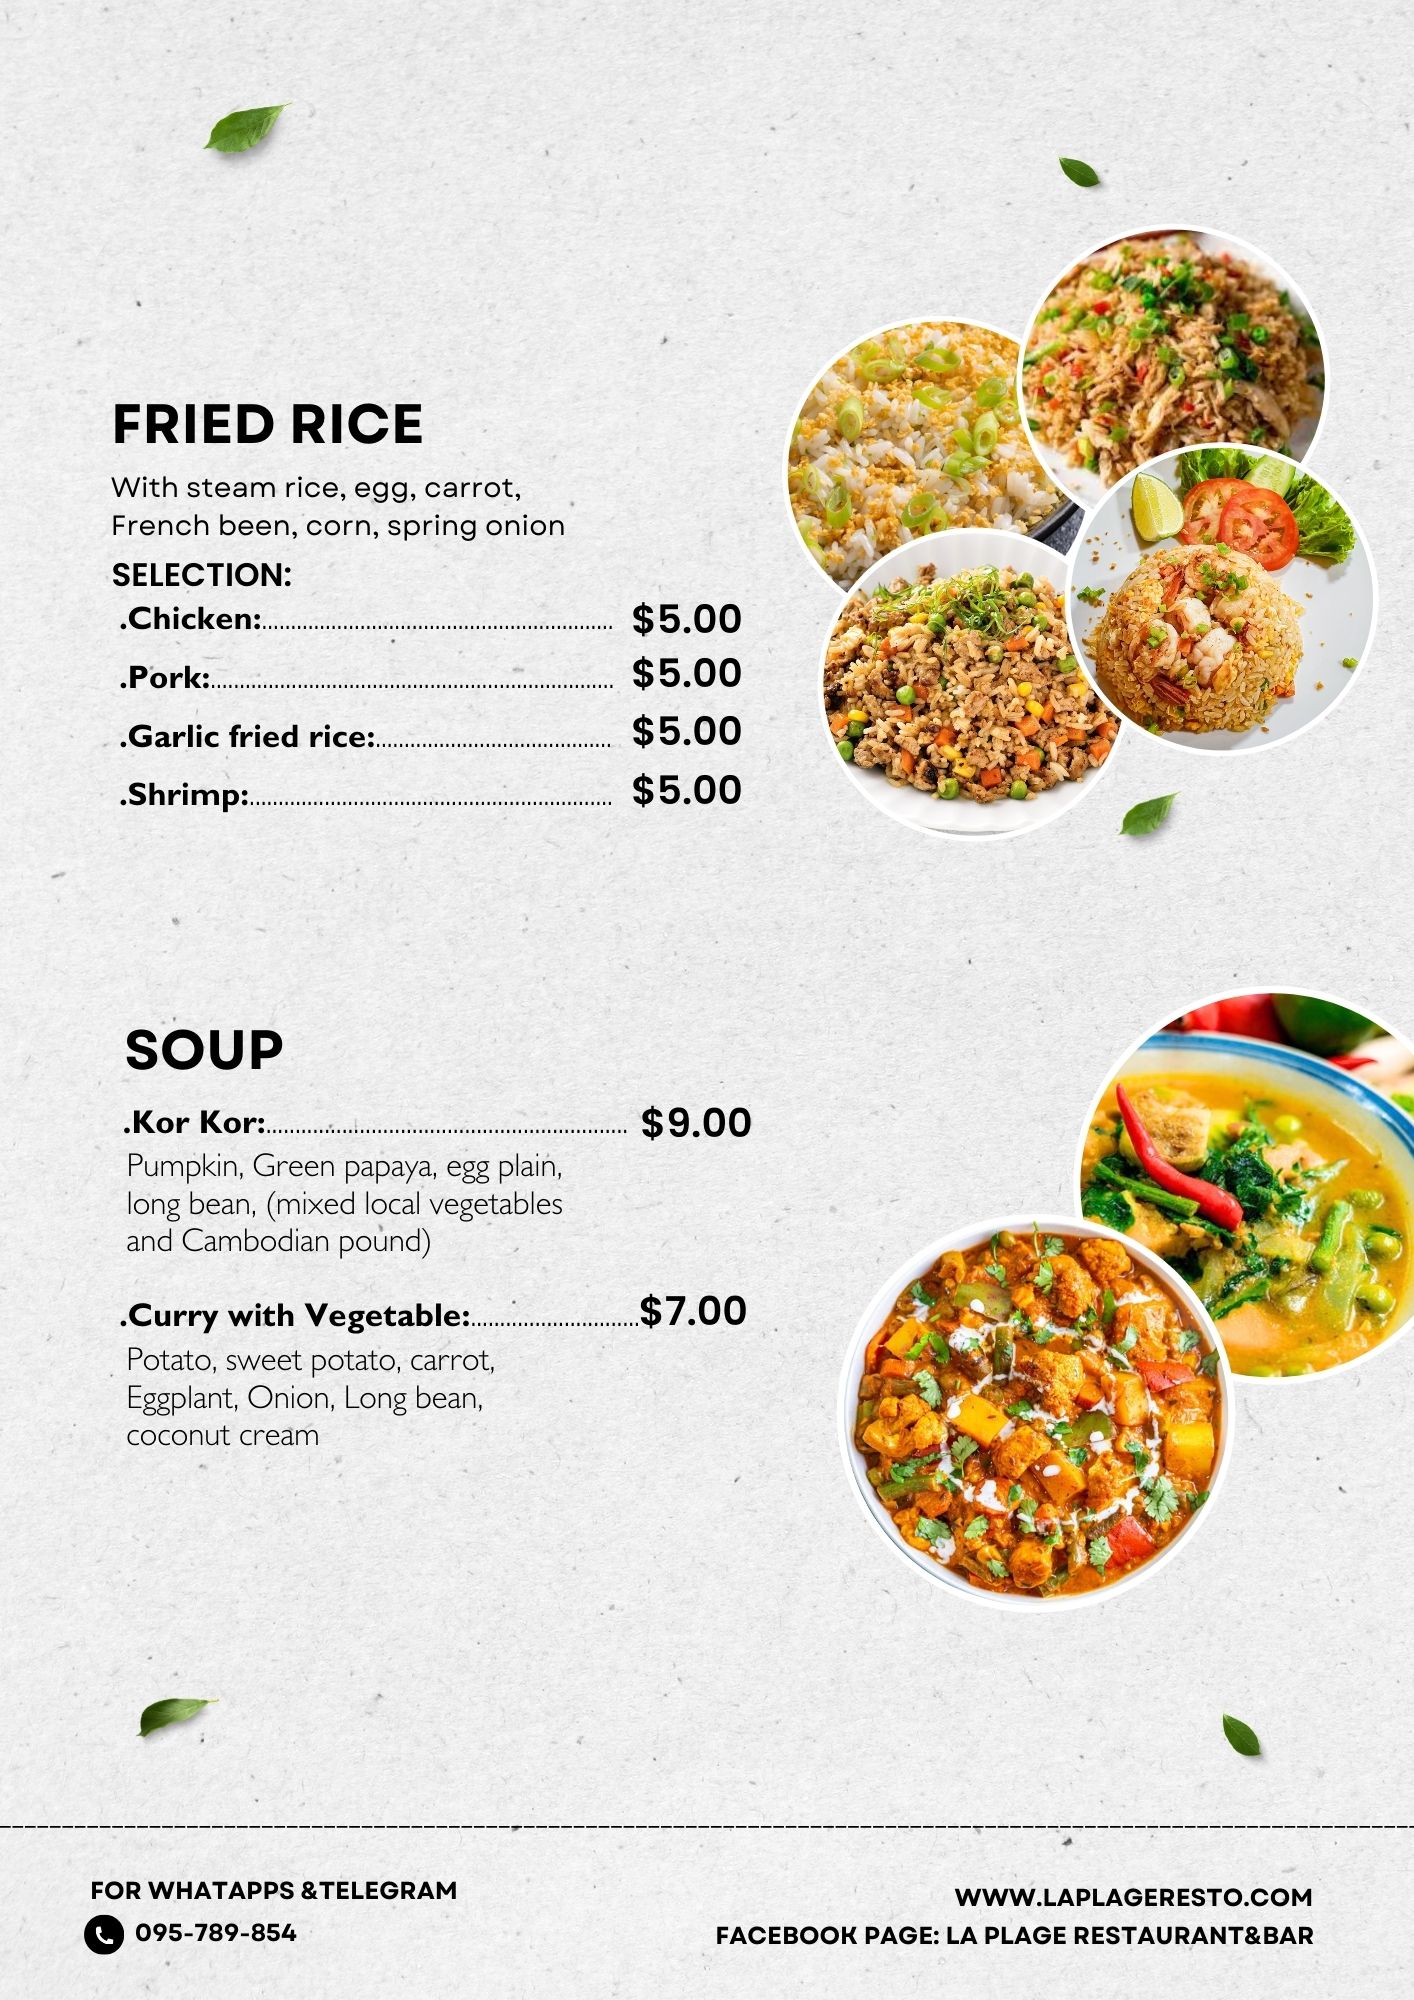 FRIED RICE
With steam rice, egg, carrot,
French been, corn, spring onion
SELECTION:
.Chicken:............................................................ $5.00
.Pork:.................................................................... $5.00
.Garlic fried rice:........................................ $5.00
.Shrimp:.............................................................. $5.00
SOUP
.Kor Kor:............................................................. $9.00
Pumpkin, Green papaya, egg plain,
long bean, (mixed local vegetables
and Cambodian pound)
.Curry with Vegetable:............................$7.00
Potato, sweet potato, carrot,
Eggplant, Onion, Long bean,
coconut cream
FOR WHATAPPS &TELEGRAM
095-789-854
WWW.LAPLAGERESTO.COM
FACEBOOK PAGE: LA PLAGE RESTAURANT&BAR